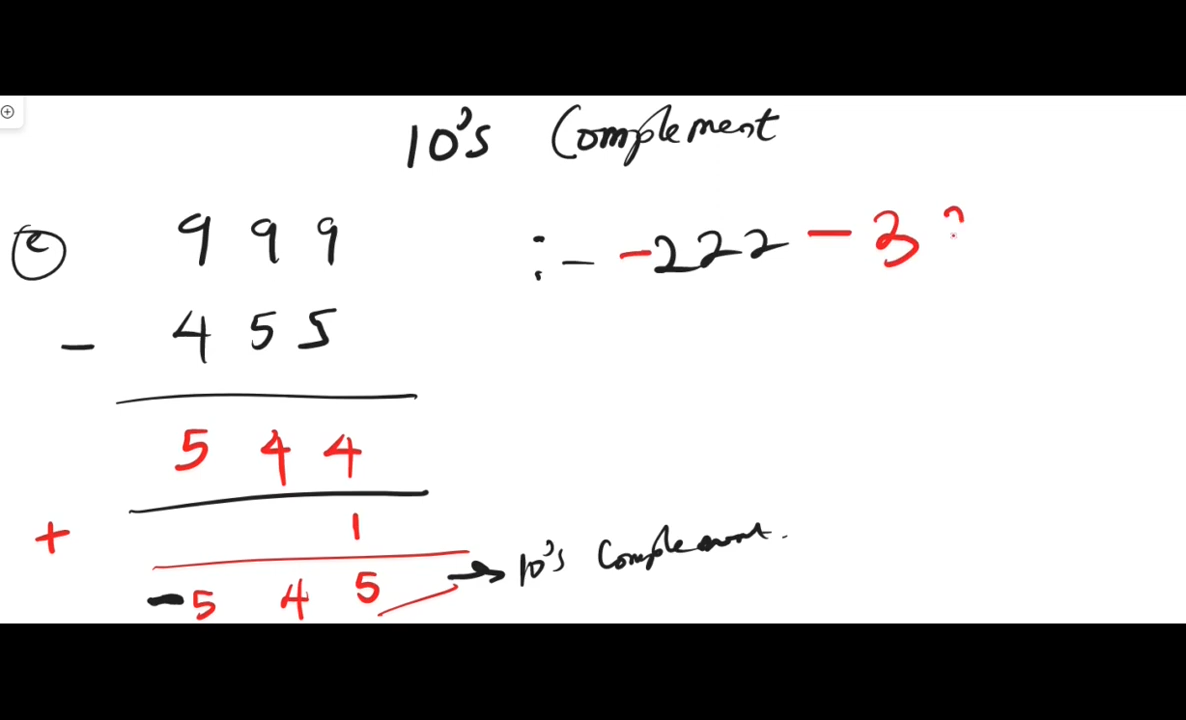 10's Complement
c 9 9 9
:- -222 - 3
- 4 5 5
5 4 4
+ 1
-5 4 5 → 10's Complement.